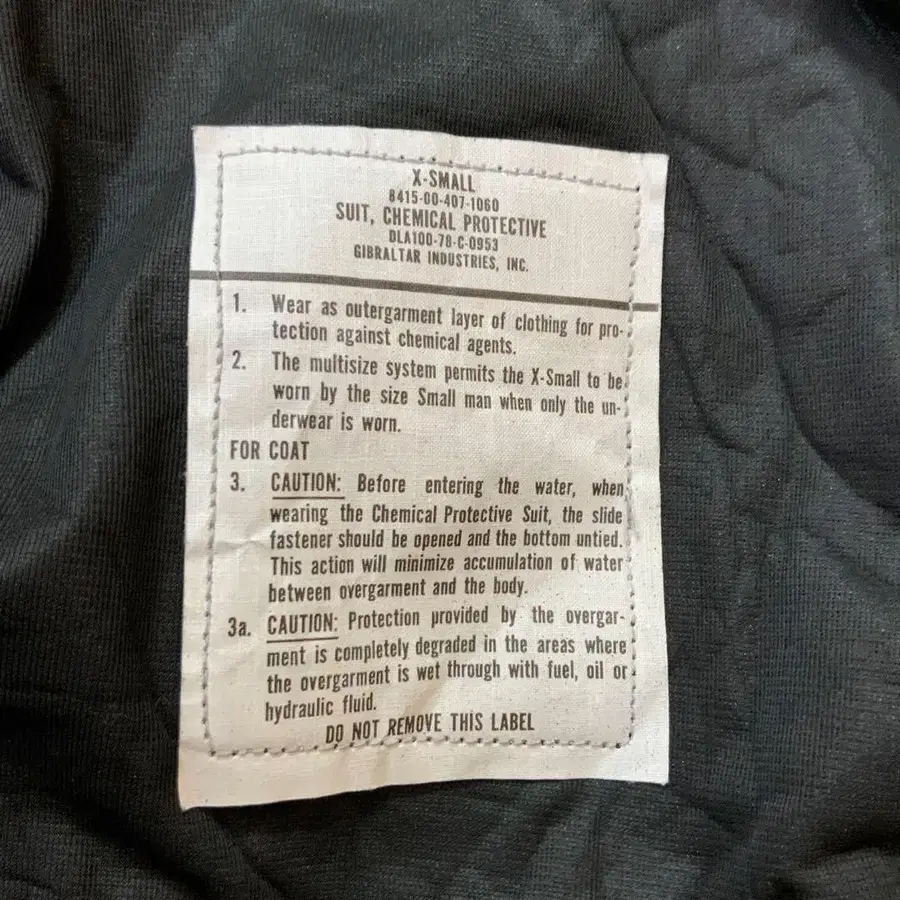 X-SMALL
8415-00-407-1060
SUIT, CHEMICAL PROTECTIVE
DLA100-78-C-0953
GIBRALTAR INDUSTRIES, INC.
1. Wear as outergarment layer of clothing for pro-
tection against chemical agents.
2. The multisize system permits the X-Small to be
worn by the size Small man when only the un-
derwear is worn.
FOR COAT
3. CAUTION: Before entering the water, when
wearing the Chemical Protective Suit, the slide
fastener should be opened and the bottom untied.
This action will minimize accumulation of water
between overgarment and the body.
3a. CAUTION: Protection provided by the overgar-
ment is completely degraded in the areas where
the overgarment is wet through with fuel, oil or
hydraulic fluid.
DO NOT REMOVE THIS LABEL